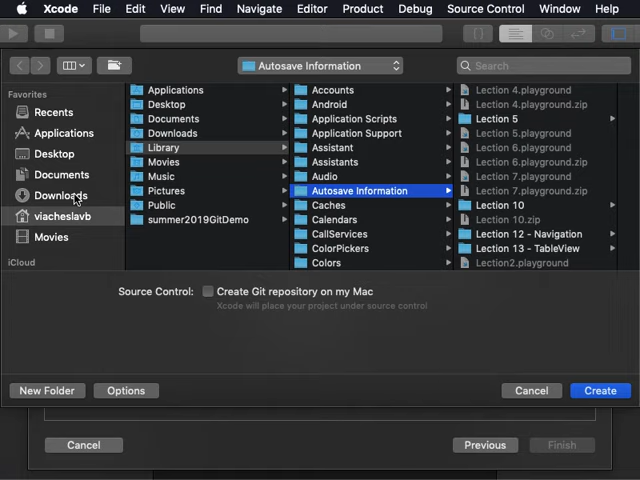 Xcode File Edit View Find Navigate Editor Product Debug Source Control Window Help
Autosave Information
Search
Favorites
Recents
Applications
Desktop
Documents
Downloads
viacheslavb
Movies
iCloud
Applications
Desktop
Documents
Downloads
Library
Movies
Music
Pictures
Public
summer2019GitDemo
Accounts
Android
Application Scripts
Application Support
Assistant
Assistants
Audio
Autosave Information
Caches
Calendars
CallServices
ColorPickers
Colors
Lection 4.playground
Lection 4.playground.zip
Lection 5
Lection 5.playground
Lection 6.playground
Lection 6.playground.zip
Lection 7.playground
Lection 7.playground.zip
Lection 10
Lection 10.zip
Lection 12 - Navigation
Lection 13 - TableView
Lection2.playground
Source Control: Create Git repository on my Mac
Xcode will place your project under source control
New Folder Options Cancel Create
Cancel Previous Finish